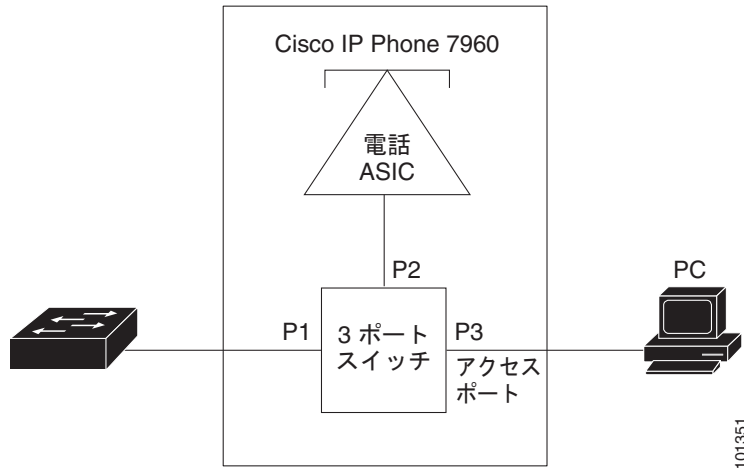 Cisco IP Phone 7960
電話
ASIC
P2
PC
P1
3 ポート
スイッチ
P3
アクセス
ポート
101351